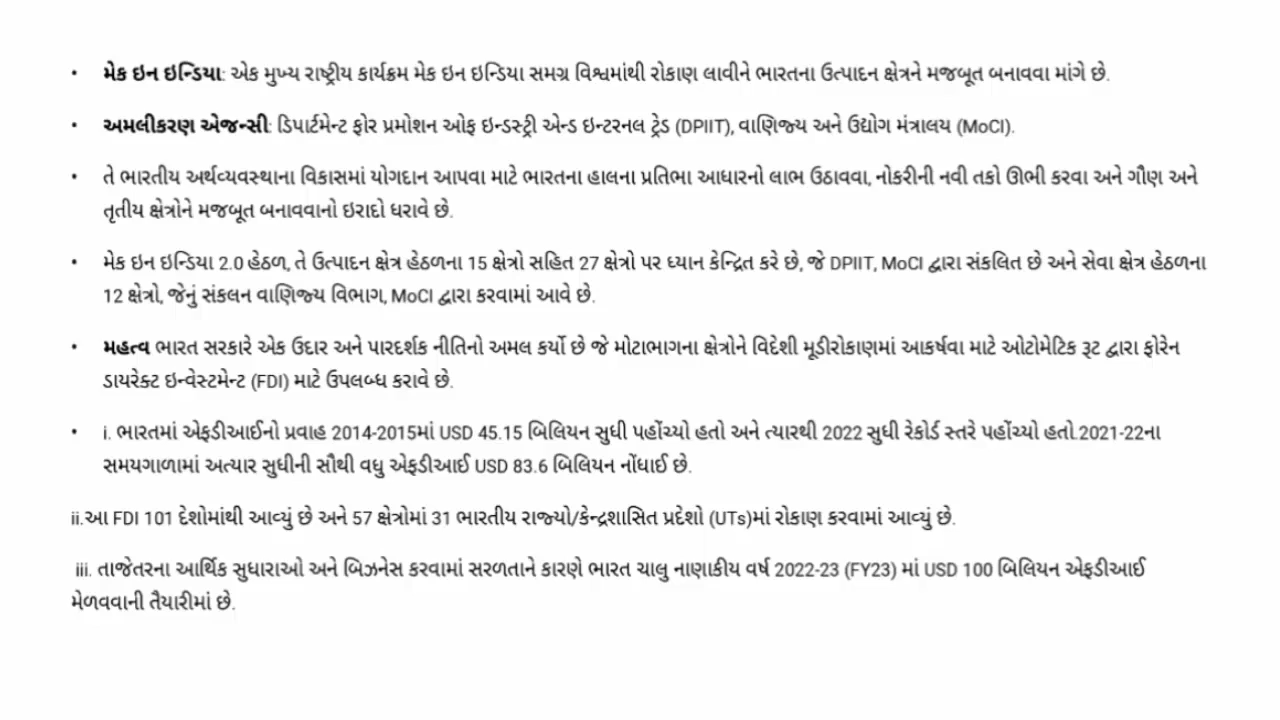 • મેક ઇન ઇન્ડિયા: એક મુખ્ય રાષ્ટ્રીય કાર્યક્રમ મેક ઇન ઇન્ડિયા સમગ્ર વિશ્વમાંથી રોકાણ લાવીને ભારતના ઉત્પાદન ક્ષેત્રને મજબૂત બનાવવા માંગે છે.
• અમલીકરણ એજન્સી: ડિપાર્ટમેન્ટ ફોર પ્રમોશન ઓફ ઇન્ડસ્ટ્રી એન્ડ ઇન્ટરનલ ટ્રેડ (DPIIT), વાણિજ્ય અને ઉદ્યોગ મંત્રાલય (MoCI).
• તે ભારતીય અર્થવ્યવસ્થાના વિકાસમાં યોગદાન આપવા માટે ભારતના હાલના પ્રતિભા આધારનો લાભ ઉઠાવવા, નોકરીની નવી તકો ઊભી કરવા અને ગૌણ અને
તૃતીય ક્ષેત્રોને મજબૂત બનાવવાનો ઇરાદો ધરાવે છે.
• મેક ઇન ઇન્ડિયા 2.0 હેઠળ, તે ઉત્પાદન ક્ષેત્ર હેઠળના 15 ક્ષેત્રો સહિત 27 ક્ષેત્રો પર ધ્યાન કેન્દ્રિત કરે છે, જે DPIIT, MoCI દ્વારા સંકલિત છે અને સેવા ક્ષેત્ર હેઠળના
12 ક્ષેત્રો, જેનું સંકલન વાણિજ્ય વિભાગ, MoCI દ્વારા કરવામાં આવે છે.
• મહત્વ ભારત સરકારે એક ઉદાર અને પારદર્શક નીતિનો અમલ કર્યો છે જે મોટાભાગના ક્ષેત્રોને વિદેશી મૂડીરોકાણમાં આકર્ષવા માટે ઓટોમેટિક રૂટ દ્વારા ફોરેન
ડાયરેક્ટ ઇન્વેસ્ટમેન્ટ (FDI) માટે ઉપલબ્ધ કરાવે છે.
• i. ભારતમાં એફડીઆઈનો પ્રવાહ 2014-2015માં USD 45.15 બિલિયન સુધી પહોંચ્યો હતો અને ત્યારથી 2022 સુધી રેકોર્ડ સ્તરે પહોંચ્યો હતો.2021-22ના
સમયગાળામાં અત્યાર સુધીની સૌથી વધુ એફડીઆઈ USD 83.6 બિલિયન નોંધાઈ છે.
ii.આ FDI 101 દેશોમાંથી આવ્યું છે અને 57 ક્ષેત્રોમાં 31 ભારતીય રાજ્યો/કેન્દ્રશાસિત પ્રદેશો (UTs)માં રોકાણ કરવામાં આવ્યું છે.
iii. તાજેતરના આર્થિક સુધારાઓ અને બિઝનેસ કરવામાં સરળતાને કારણે ભારત ચાલુ નાણાકીય વર્ષ 2022-23 (FY23) માં USD 100 બિલિયન એફડીઆઈ
મેળવવાની તૈયારીમાં છે.